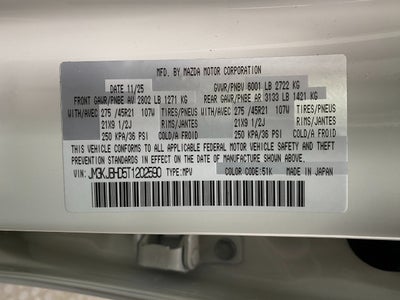 MFD. BY MAZDA MOTOR CORPORATION
DATE 11/25 GVWR/PNBV 6001 LB 2722 KG
FRONT GAWR/PNBE AV 2802 LB 1271 KG REAR GAWR/PNBE AR 3133 LB 1421 KG
WITH/AVEC 275 /45R21 107W TIRES/PNEUS WITH/AVEC 275 /45R21 107W TIRES/PNEUS
21X9 1/2J RIMS/JANTES 21X9 1/2J RIMS/JANTES
250 KPA/36 PSI COLD/A FROID 250 KPA/36 PSI COLD/A FROID
THIS VEHICLE CONFORMS TO ALL APPLICABLE FEDERAL MOTOR VEHICLE SAFETY AND THEFT
PREVENTION STANDARDS IN EFFECT ON THE DATE OF MANUFACTURE SHOWN ABOVE.
VIN: JM3KJBHD5T1202590 TYPE:MPV COLOR CODE:51K MADE IN JAPAN